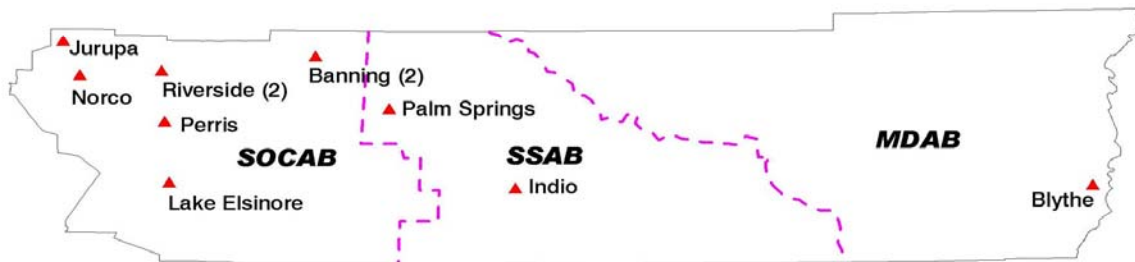 Jurupa
Norco
Riverside (2)
Banning (2)
Perris
Palm Springs
SOCAB
SSAB
MDAB
Lake Elsinore
Indio
Blythe